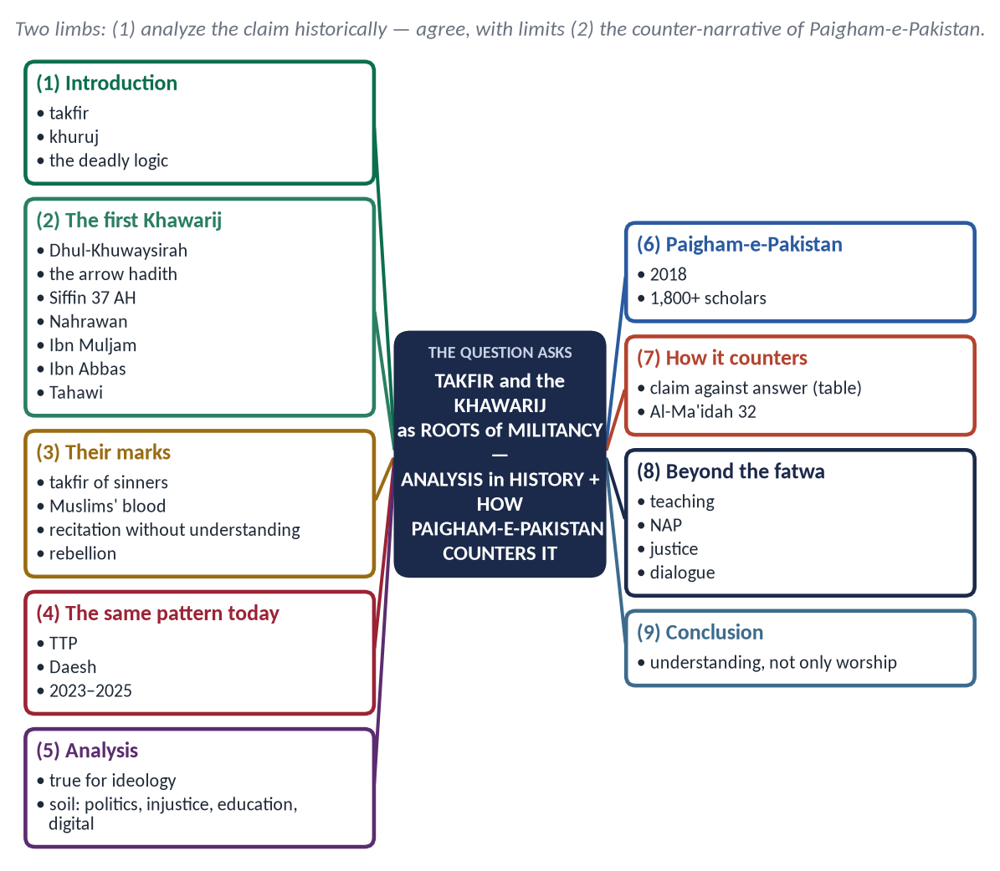 Two limbs: (1) analyze the claim historically — agree, with limits (2) the counter-narrative of Paigham-e-Pakistan.
(1) Introduction
• takfir
• khuruj
• the deadly logic
(2) The first Khawarij
• Dhul-Khuwaysirah
• the arrow hadith
• Siffin 37 AH
• Nahrawan
• Ibn Muljam
• Ibn Abbas
• Tahawi
(3) Their marks
• takfir of sinners
• Muslims' blood
• recitation without understanding
• rebellion
(4) The same pattern today
• TTP
• Daesh
• 2023–2025
(5) Analysis
• true for ideology
• soil: politics, injustice, education,
digital
THE QUESTION ASKS
TAKFIR and the
KHAWARIJ
as ROOTS of MILITANCY
—
ANALYSIS in HISTORY +
HOW
PAIGHAM-E-PAKISTAN
COUNTERS IT
(6) Paigham-e-Pakistan
• 2018
• 1,800+ scholars
(7) How it counters
• claim against answer (table)
• Al-Ma'idah 32
(8) Beyond the fatwa
• teaching
• NAP
• justice
• dialogue
(9) Conclusion
• understanding, not only worship